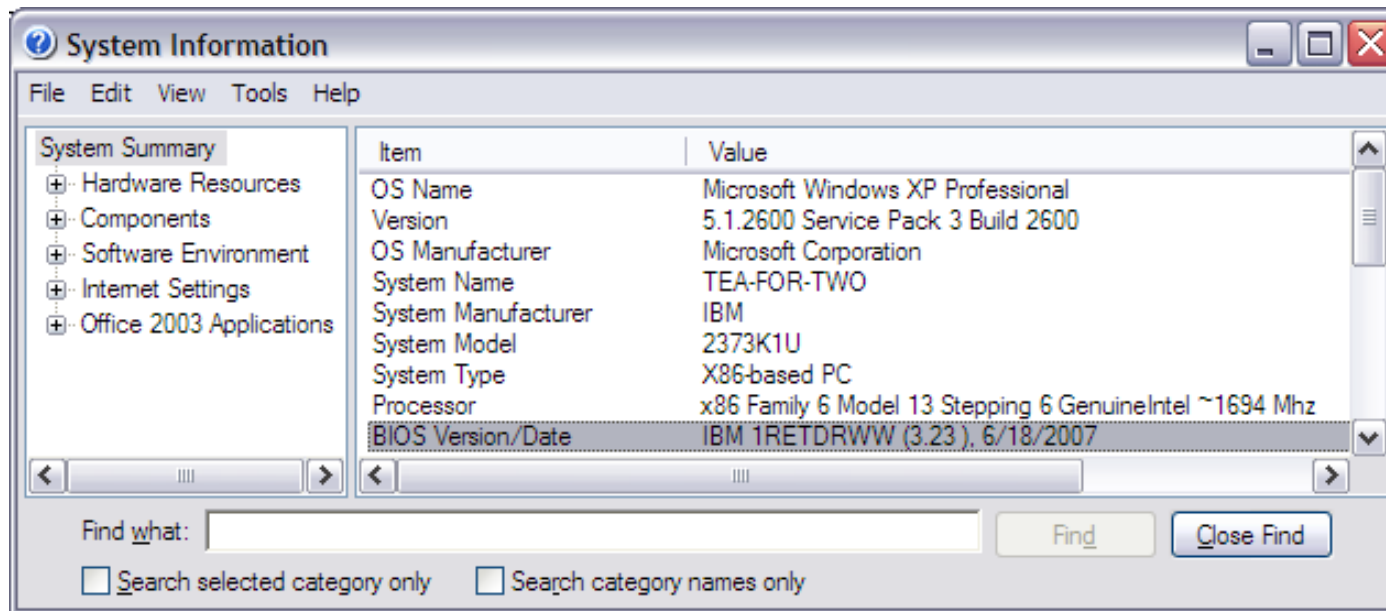 System Information
File Edit View Tools Help
System Summary
Hardware Resources
Components
Software Environment
Internet Settings
Office 2003 Applications
Item Value
OS Name Microsoft Windows XP Professional
Version 5.1.2600 Service Pack 3 Build 2600
OS Manufacturer Microsoft Corporation
System Name TEA-FOR-TWO
System Manufacturer IBM
System Model 2373K1U
System Type X86-based PC
Processor x86 Family 6 Model 13 Stepping 6 GenuineIntel ~1694 Mhz
BIOS Version/Date IBM 1RETDRWW (3.23 ), 6/18/2007
Find what: Find Close Find
Search selected category only Search category names only